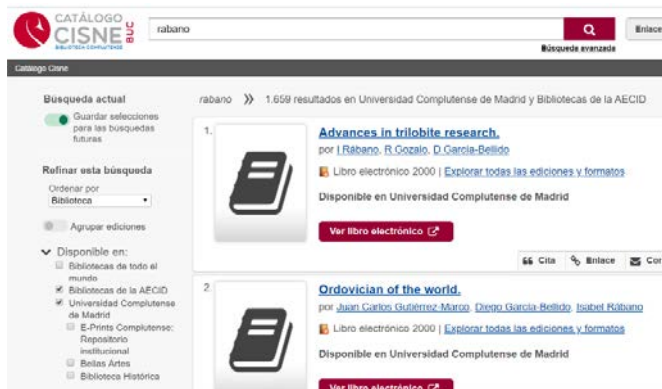 CATÁLOGO
CISNE BUC
BIBLIOTECA COMPLUTENSE
rabano
Enlace
Búsqueda avanzada
Catálogo Cisne
Búsqueda actual
Guardar selecciones
para las búsquedas
futuras
Refinar esta búsqueda
Ordenar por
Biblioteca
Agrupar ediciones
Disponible en:
Bibliotecas de todo el
mundo
Bibliotecas de la AECID
Universidad Complutense
de Madrid
E-Prints Complutense:
Repositorio
institucional
Bellas Artes
Biblioteca Histórica
rabano » 1.659 resultados en Universidad Complutense de Madrid y Bibliotecas de la AECID
1.
Advances in trilobite research.
por I Rábano, R Gozalo, D García-Bellido
Libro electrónico 2000 | Explorar todas las ediciones y formatos
Disponible en Universidad Complutense de Madrid
Ver libro electrónico
Cita Enlace Cor
2.
Ordovician of the world.
por Juan Carlos Gutiérrez-Marco, Diego García-Bellido, Isabel Rábano
Libro electrónico 2000 | Explorar todas las ediciones y formatos
Disponible en Universidad Complutense de Madrid
Ver libro electrónico